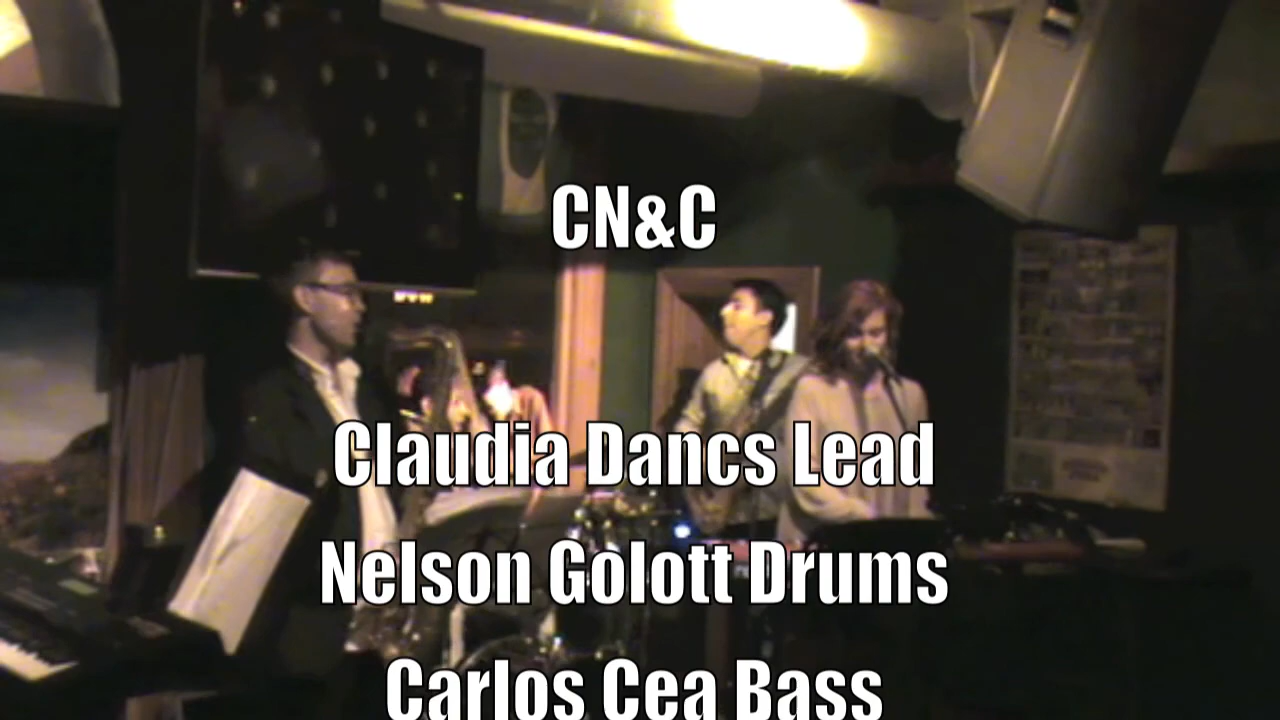 CN&C
Claudia Dancs Lead
Nelson Golott Drums
Carlos Cea Bass